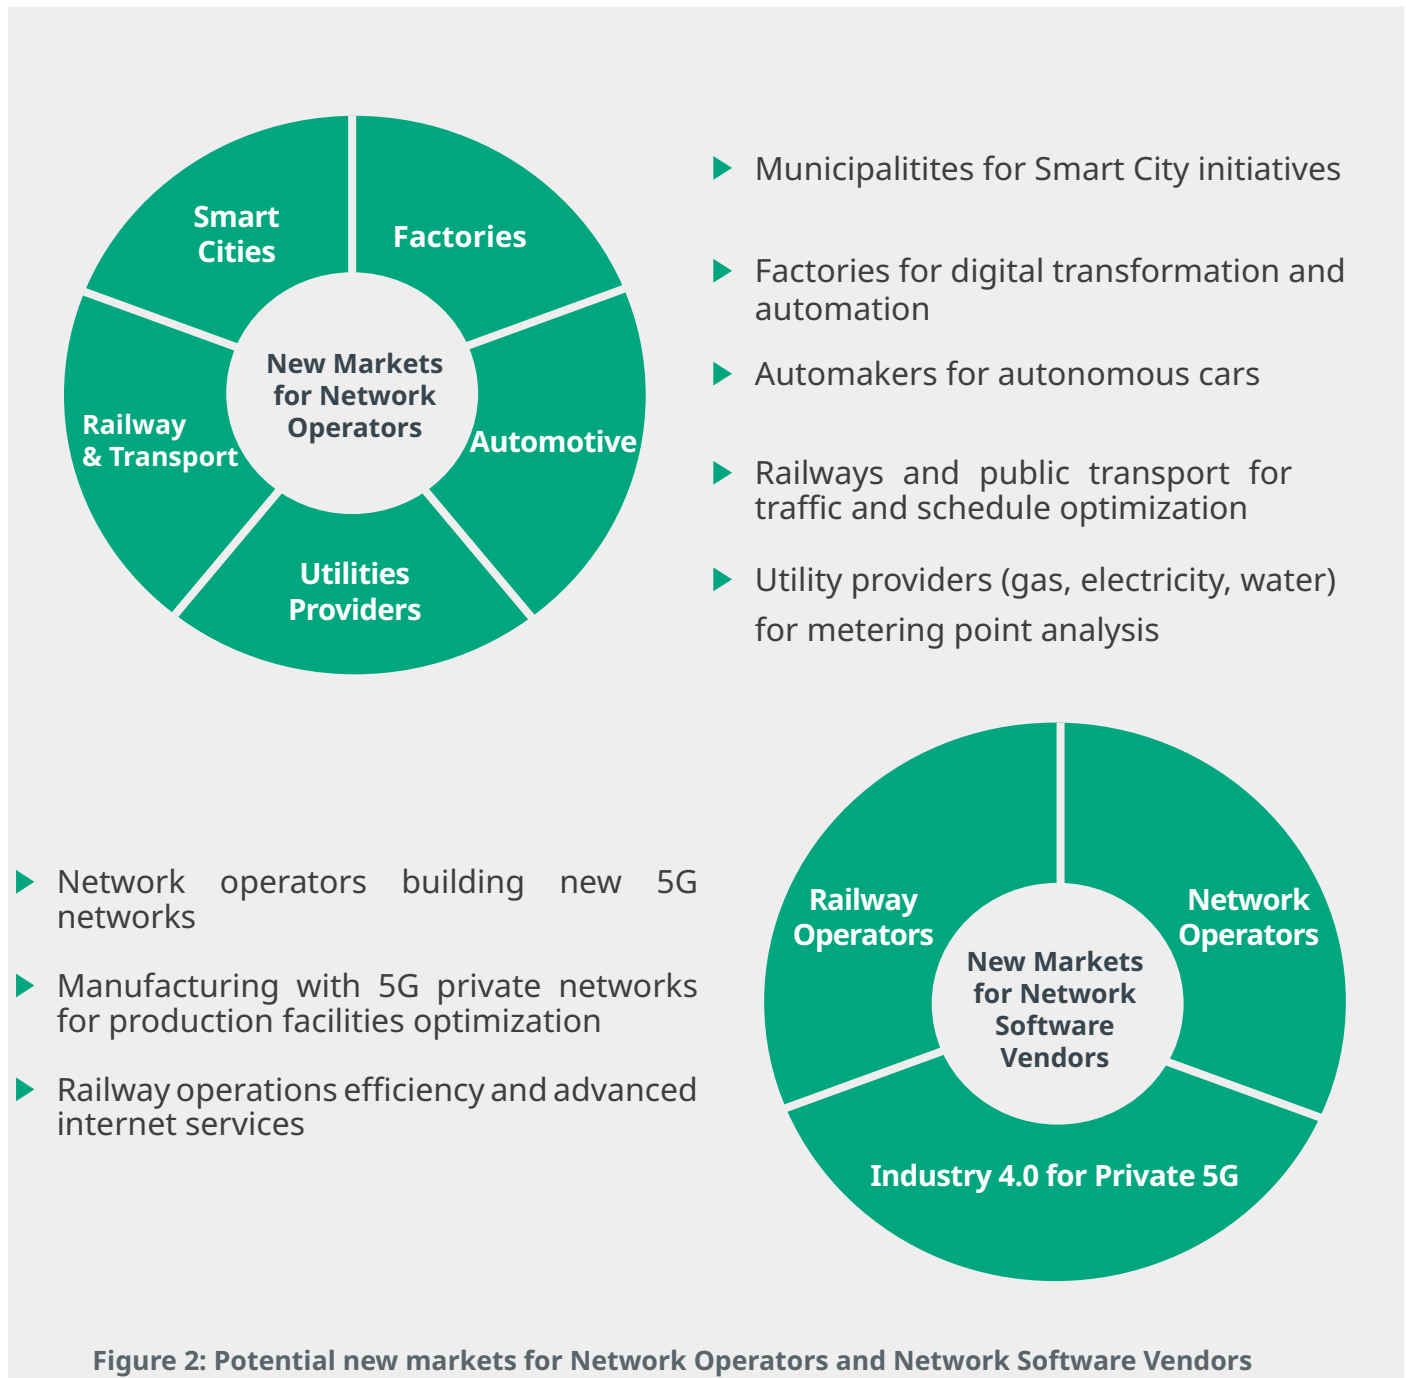 Smart
Cities
Factories
Railway
& Transport
New Markets
for Network
Operators
Automotive
Utilities
Providers
Municipalitites for Smart City initiatives
Factories for digital transformation and
automation
Automakers for autonomous cars
Railways and public transport for
traffic and schedule optimization
Utility providers (gas, electricity, water)
for metering point analysis
Network operators building new 5G
networks
Manufacturing with 5G private networks
for production facilities optimization
Railway operations efficiency and advanced
internet services
Railway
Operators
Network
Operators
New Markets
for Network
Software
Vendors
Industry 4.0 for Private 5G
Figure 2: Potential new markets for Network Operators and Network Software Vendors